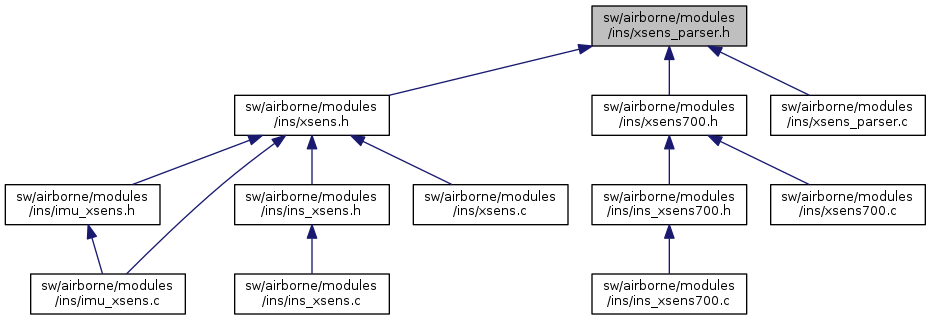 sw/airborne/modules
/ins/xsens_parser.h
sw/airborne/modules
/ins/xsens.h
sw/airborne/modules
/ins/xsens700.h
sw/airborne/modules
/ins/xsens_parser.c
sw/airborne/modules
/ins/imu_xsens.h
sw/airborne/modules
/ins/ins_xsens.h
sw/airborne/modules
/ins/xsens.c
sw/airborne/modules
/ins/ins_xsens700.h
sw/airborne/modules
/ins/xsens700.c
sw/airborne/modules
/ins/imu_xsens.c
sw/airborne/modules
/ins/ins_xsens.c
sw/airborne/modules
/ins/ins_xsens700.c